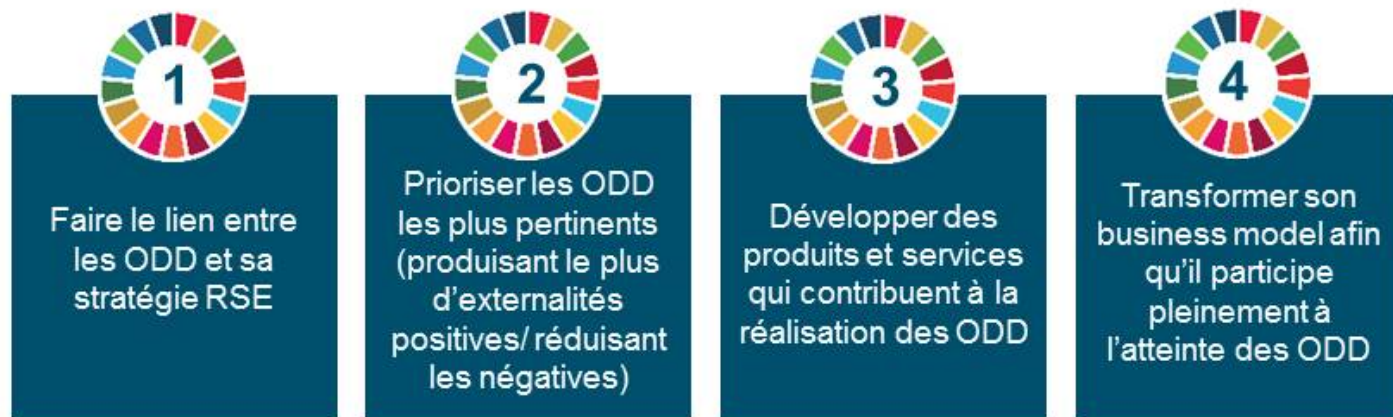 1
Faire le lien entre
les ODD et sa
stratégie RSE
2
Prioriser les ODD
les plus pertinents
(produisant le plus
d’externalités
positives/ réduisant
les négatives)
3
Développer des
produits et services
qui contribuent à la
réalisation des ODD
4
Transformer son
business model afin
qu’il participe
pleinement à
l’atteinte des ODD